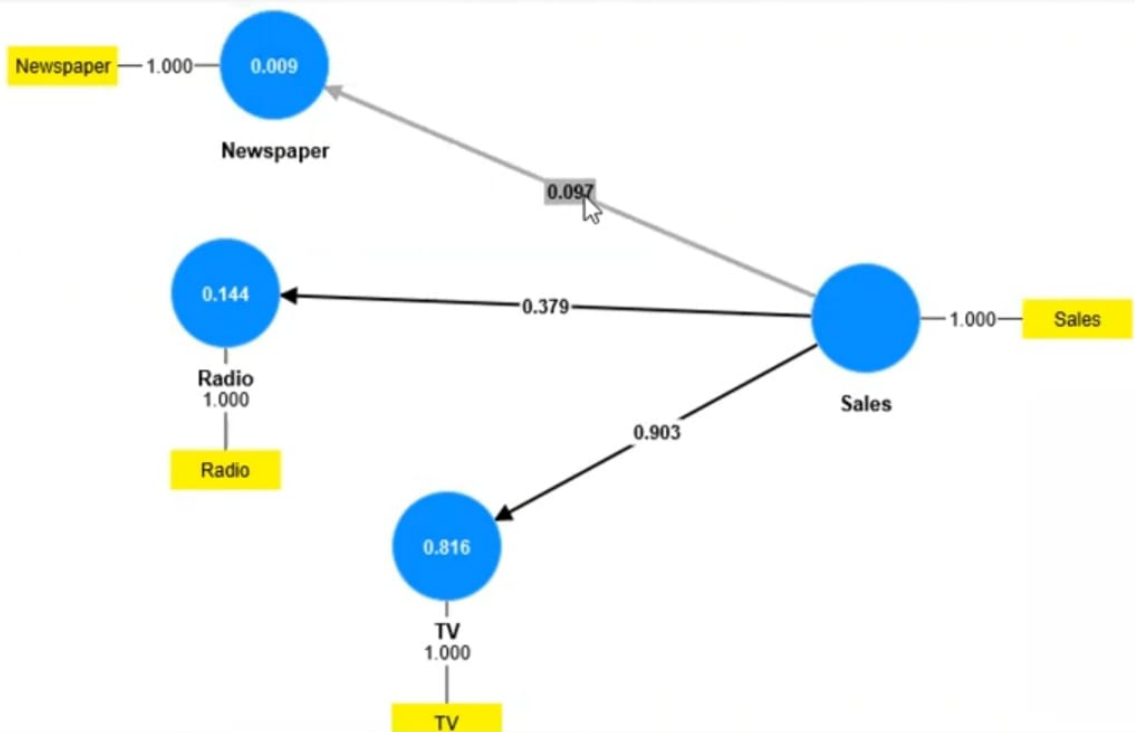 Newspaper
1.000
0.009
Newspaper
0.097
0.144
0.379
1.000
Sales
Radio
1.000
Sales
0.903
Radio
0.816
TV
1.000
TV